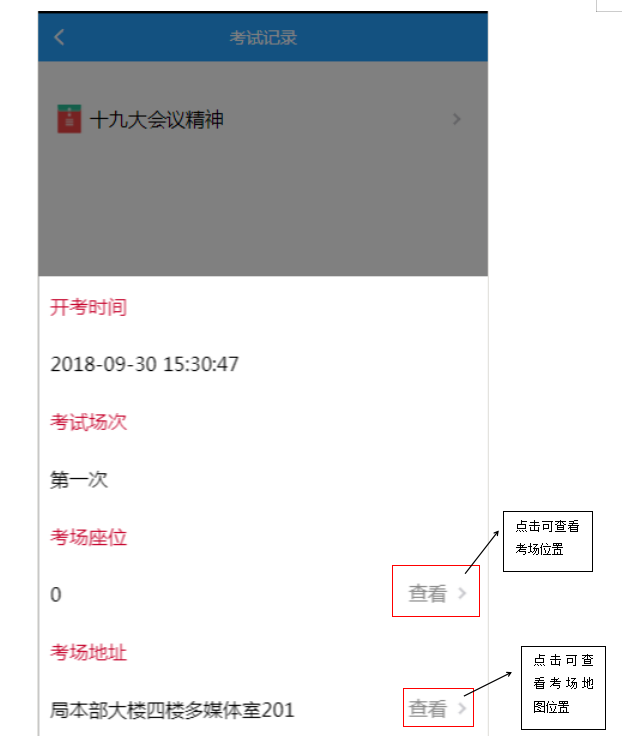 考试记录
十九大会议精神
开考时间
2018-09-30 15:30:47
考试场次
第一次
考场座位
点击可查看
考场位置
0
查看
考场地址
点击可查
看考场地
图位置
局本部大楼四楼多媒体室201
查看